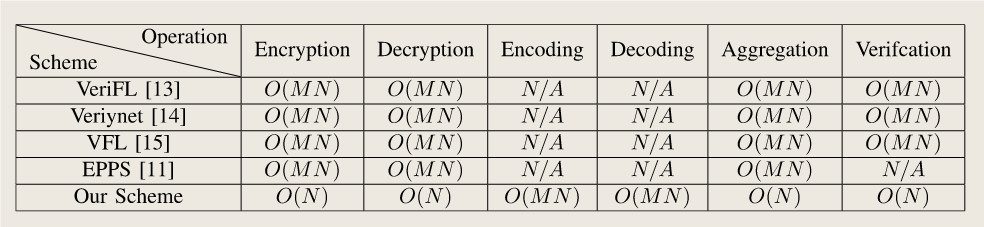 Operation
Scheme
Encryption Decryption Encoding Decoding Aggregation Verifcation
VeriFL [13] O(MN) O(MN) N/A N/A O(MN) O(MN)
Veriynet [14] O(MN) O(MN) N/A N/A O(MN) O(MN)
VFL [15] O(MN) O(MN) N/A N/A O(MN) O(MN)
EPPS [11] O(MN) O(MN) N/A N/A O(MN) N/A
Our Scheme O(N) O(N) O(MN) O(MN) O(N) O(N)